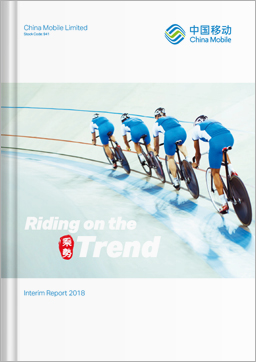 China Mobile Limited
Stock Code: 941
中国移动
China Mobile
Riding on the
乘势
Trend
Interim Report 2018